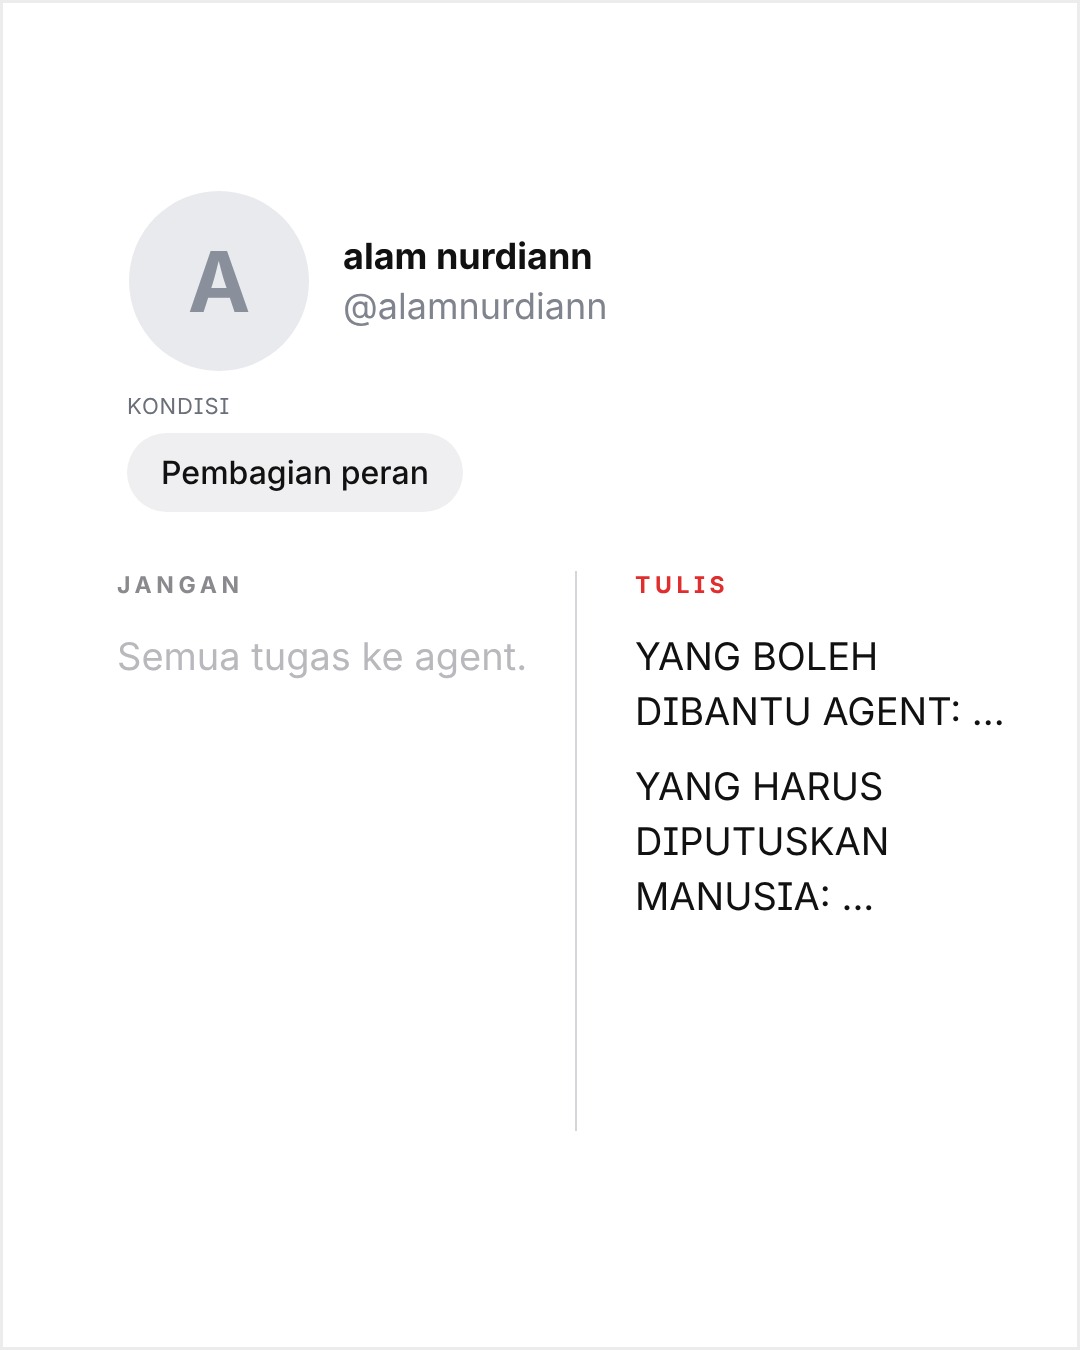 A
alam nurdiann
@alamnurdiann
KONDISI
Pembagian peran
JANGAN
Semua tugas ke agent.
TULIS
YANG BOLEH
DIBANTU AGENT: ...
YANG HARUS
DIPUTUSKAN
MANUSIA: ...